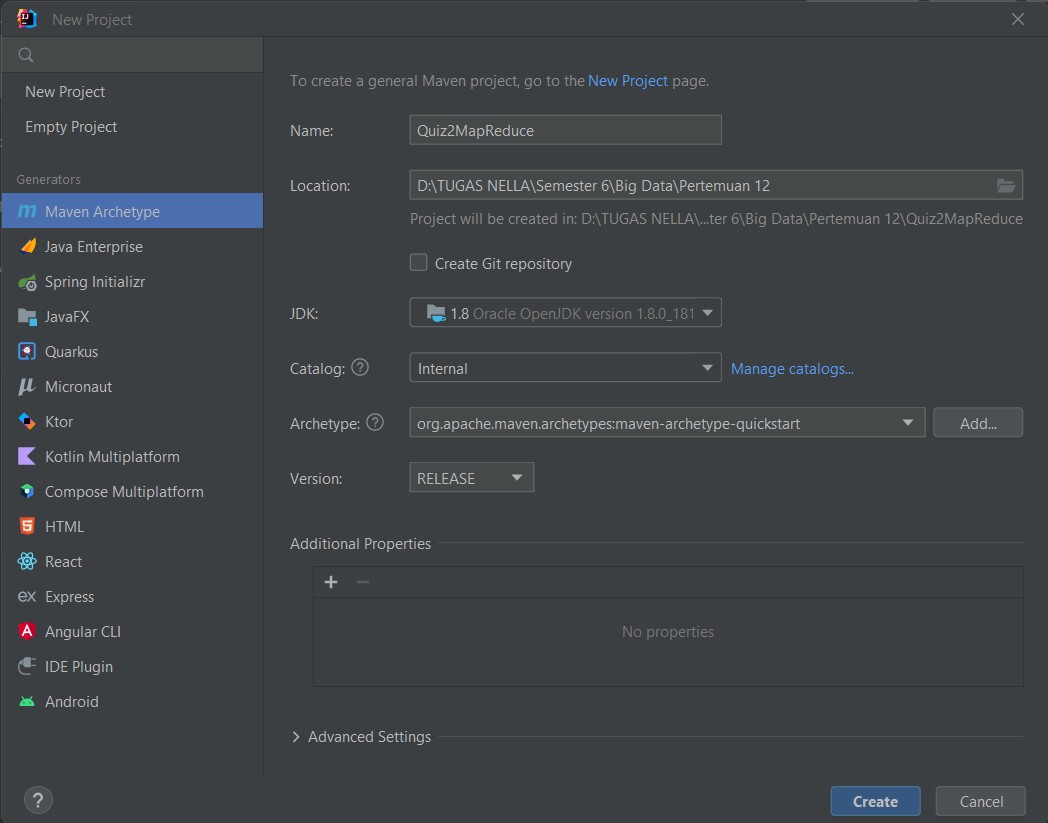 New Project
New Project
Empty Project
Generators
Maven Archetype
Java Enterprise
Spring Initializr
JavaFX
Quarkus
Micronaut
Ktor
Kotlin Multiplatform
Compose Multiplatform
HTML
React
Express
Angular CLI
IDE Plugin
Android
To create a general Maven project, go to the New Project page.
Name: Quiz2MapReduce
Location: D:\TUGAS NELLA\Semester 6\Big Data\Pertemuan 12
Project will be created in: D:\TUGAS NELLA\...ter 6\Big Data\Pertemuan 12\Quiz2MapReduce
Create Git repository
JDK: 1.8 Oracle OpenJDK version 1.8.0_181
Catalog: ? Internal Manage catalogs...
Archetype: ? org.apache.maven.archetypes:maven-archetype-quickstart Add...
Version: RELEASE
Additional Properties
+ −
No properties
> Advanced Settings
? Create Cancel